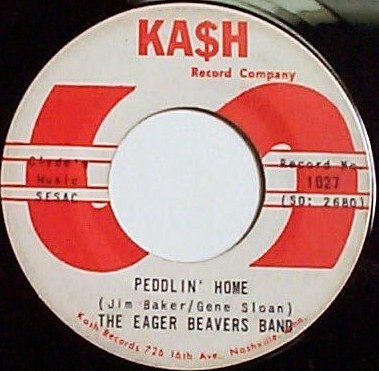 KA$H
Record Company
Clyde's
Music
SESAC
Record No.
1027
(SO: 2680)
PEDDLIN' HOME
(Jim Baker/Gene Sloan)
THE EAGER BEAVERS BAND
Kash Records 726 16th Ave., Nashville, Tenn.